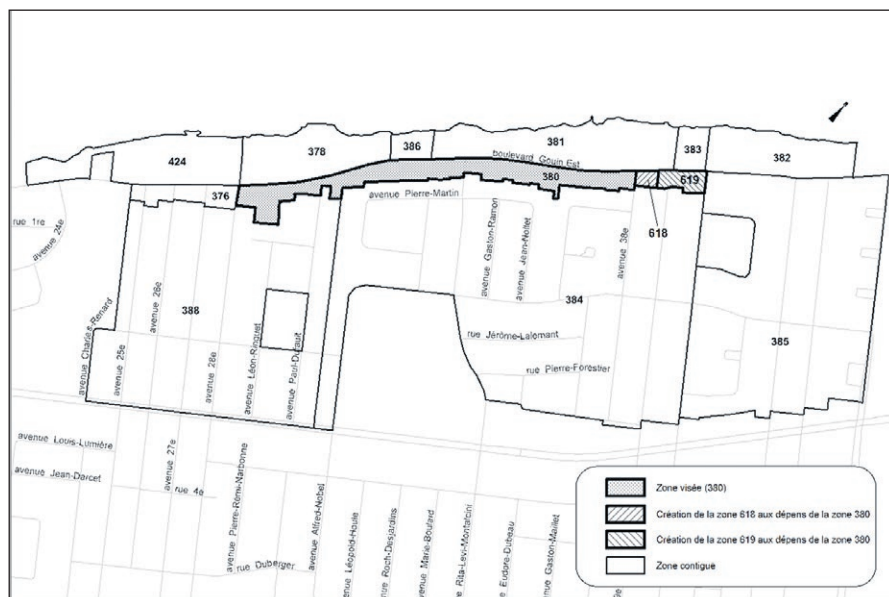 424
378
386
381
383
382
boulevard Gouin Est
376
380
619
618
avenue Pierre-Martin
rue 1re
avenue 24e
avenue Gaston-Ramon
avenue Jean-Nollet
avenue 38e
384
388
385
avenue Charles-Renard
avenue 25e
avenue 26e
avenue 28e
avenue Léon-Ringuet
avenue Paul-Dufault
rue Jérôme-Lalemant
rue Pierre-Forestier
avenue Louis-Lumière
avenue Jean-Darcet
avenue 27e
rue 4e
avenue Pierre-Rémi-Narbonne
avenue Alfred-Nobel
rue Duberger
avenue Léopold-Houlé
avenue Roch-Desjardins
avenue Marie-Boufard
avenue Rita-Levi-Montalcini
avenue Eudore-Dubeau
avenue Gaston-Maillet
Zone visée (380)
Création de la zone 618 aux dépens de la zone 380
Création de la zone 619 aux dépens de la zone 380
Zone contiguë